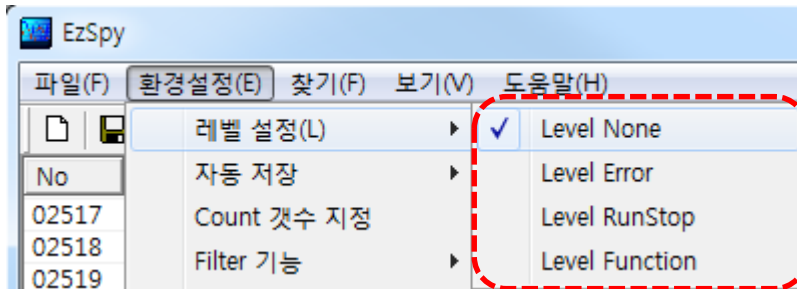 EzSpy
파일(F) 환경설정(E) 찾기(F) 보기(V) 도움말(H)
레벨 설정(L) Level None
No 자동 저장 Level Error
02517 Count 갯수 지정 Level RunStop
02518 Filter 기능 Level Function
02519